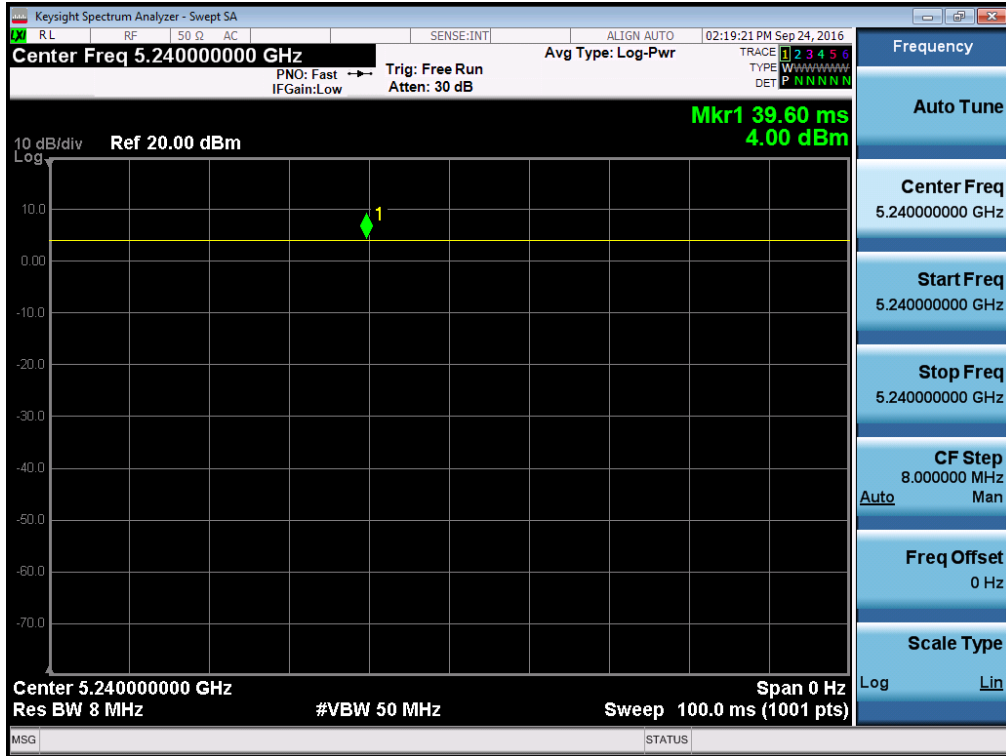 Keysight Spectrum Analyzer - Swept SA
LXI RL RF 50 Ω AC SENSE:INT ALIGN AUTO 02:19:21 PM Sep 24, 2016
Center Freq 5.240000000 GHz
PNO: Fast
IFGain:Low
Trig: Free Run
Atten: 30 dB
Avg Type: Log-Pwr
TRACE 1 2 3 4 5 6
TYPE WWWWWW
DET P N N N N N
Mkr1 39.60 ms
4.00 dBm
10 dB/div Ref 20.00 dBm
Log
1
10.0
0.00
-10.0
-20.0
-30.0
-40.0
-50.0
-60.0
-70.0
Center 5.240000000 GHz Span 0 Hz
Res BW 8 MHz #VBW 50 MHz Sweep 100.0 ms (1001 pts)
MSG STATUS
Frequency
Auto Tune
Center Freq
5.240000000 GHz
Start Freq
5.240000000 GHz
Stop Freq
5.240000000 GHz
CF Step
8.000000 MHz
Auto Man
Freq Offset
0 Hz
Scale Type
Log Lin